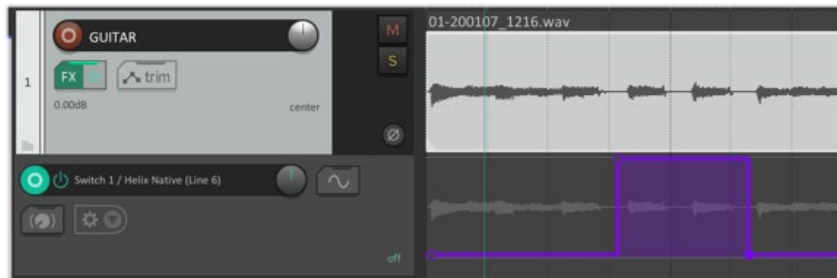 01-200107_1216.wav
GUITAR
M
S
1
FX
trim
0.00dB
center
Switch 1 / Helix Native (Line 6)
off